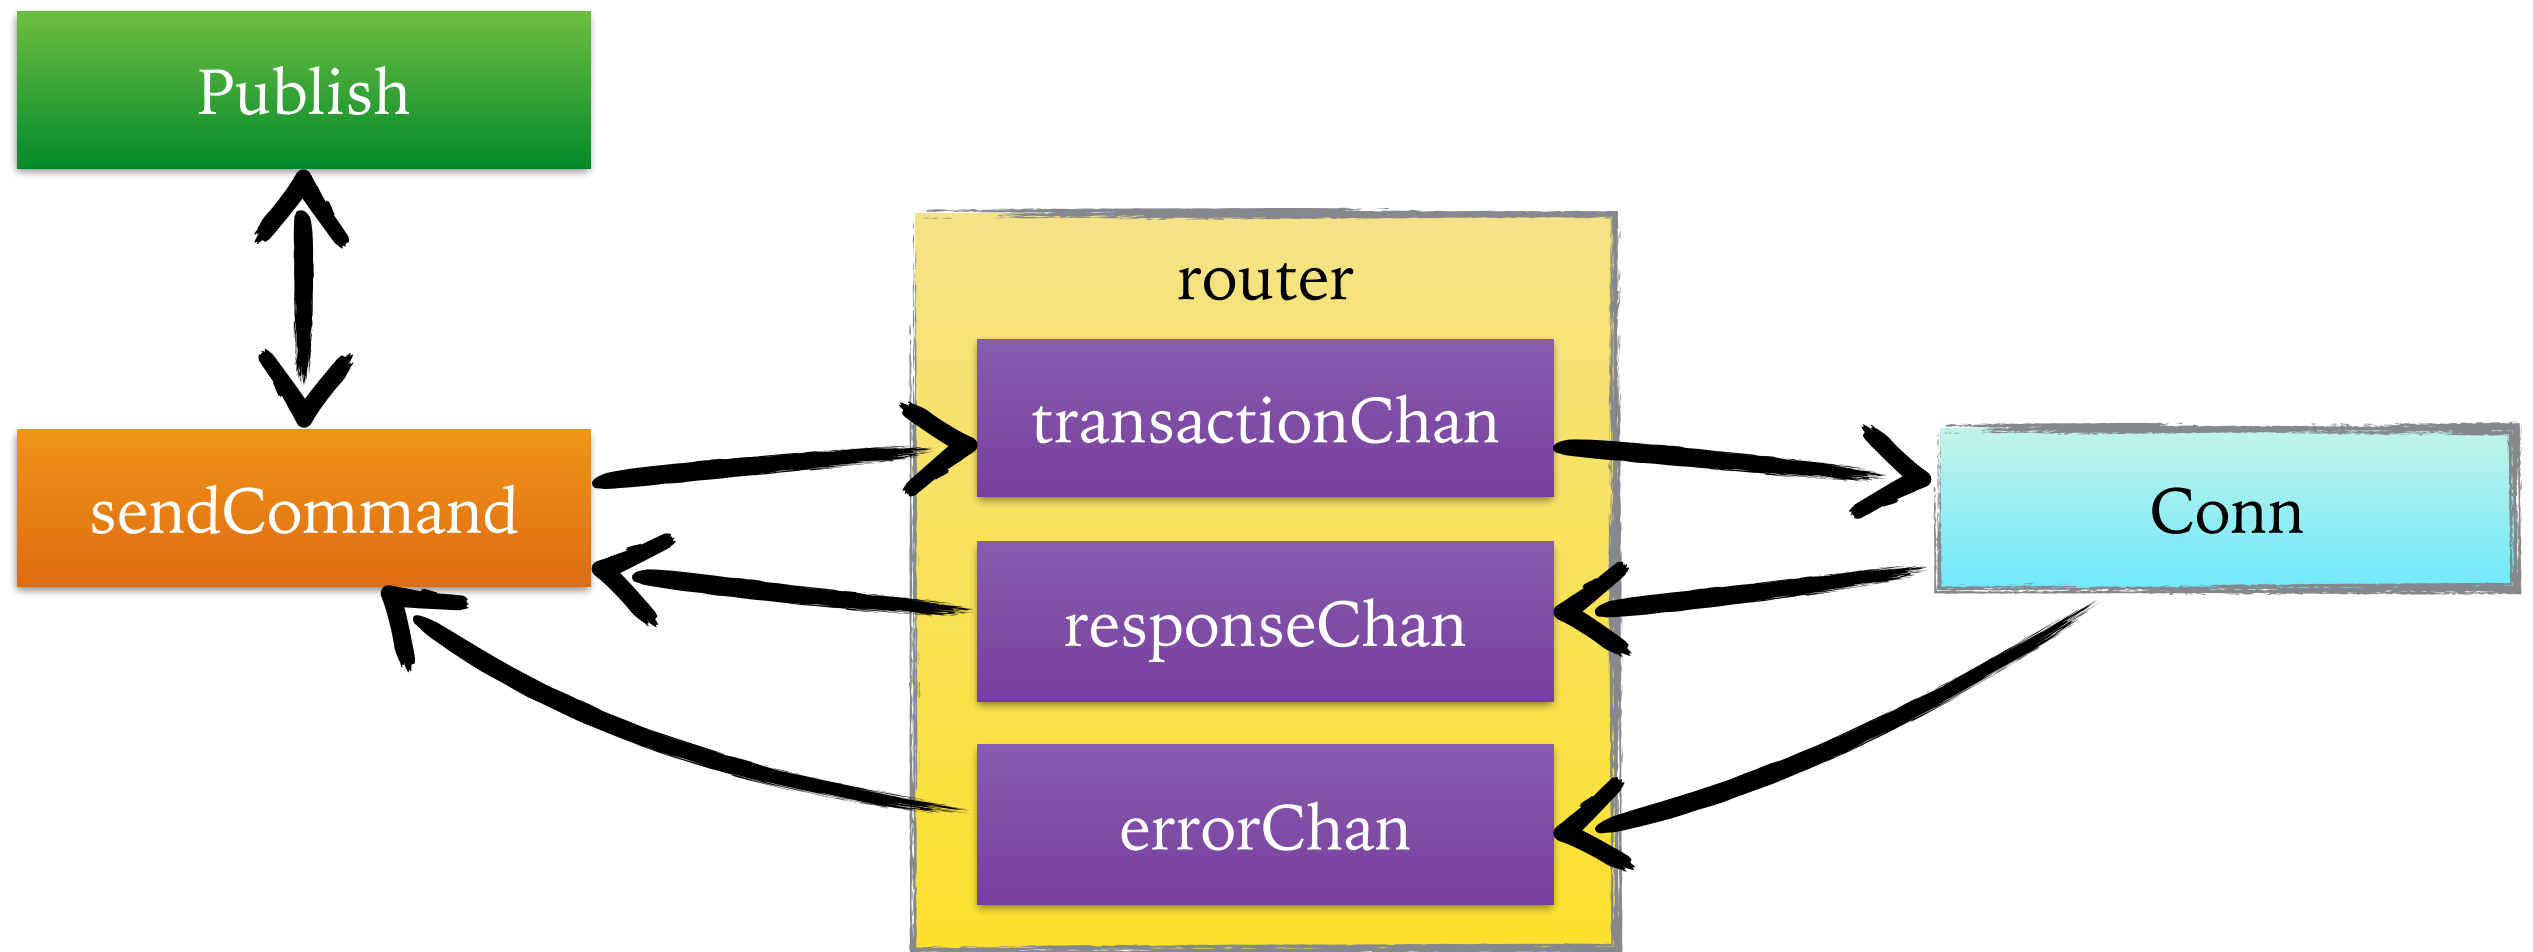 Publish
router
transactionChan
sendCommand
Conn
responseChan
errorChan